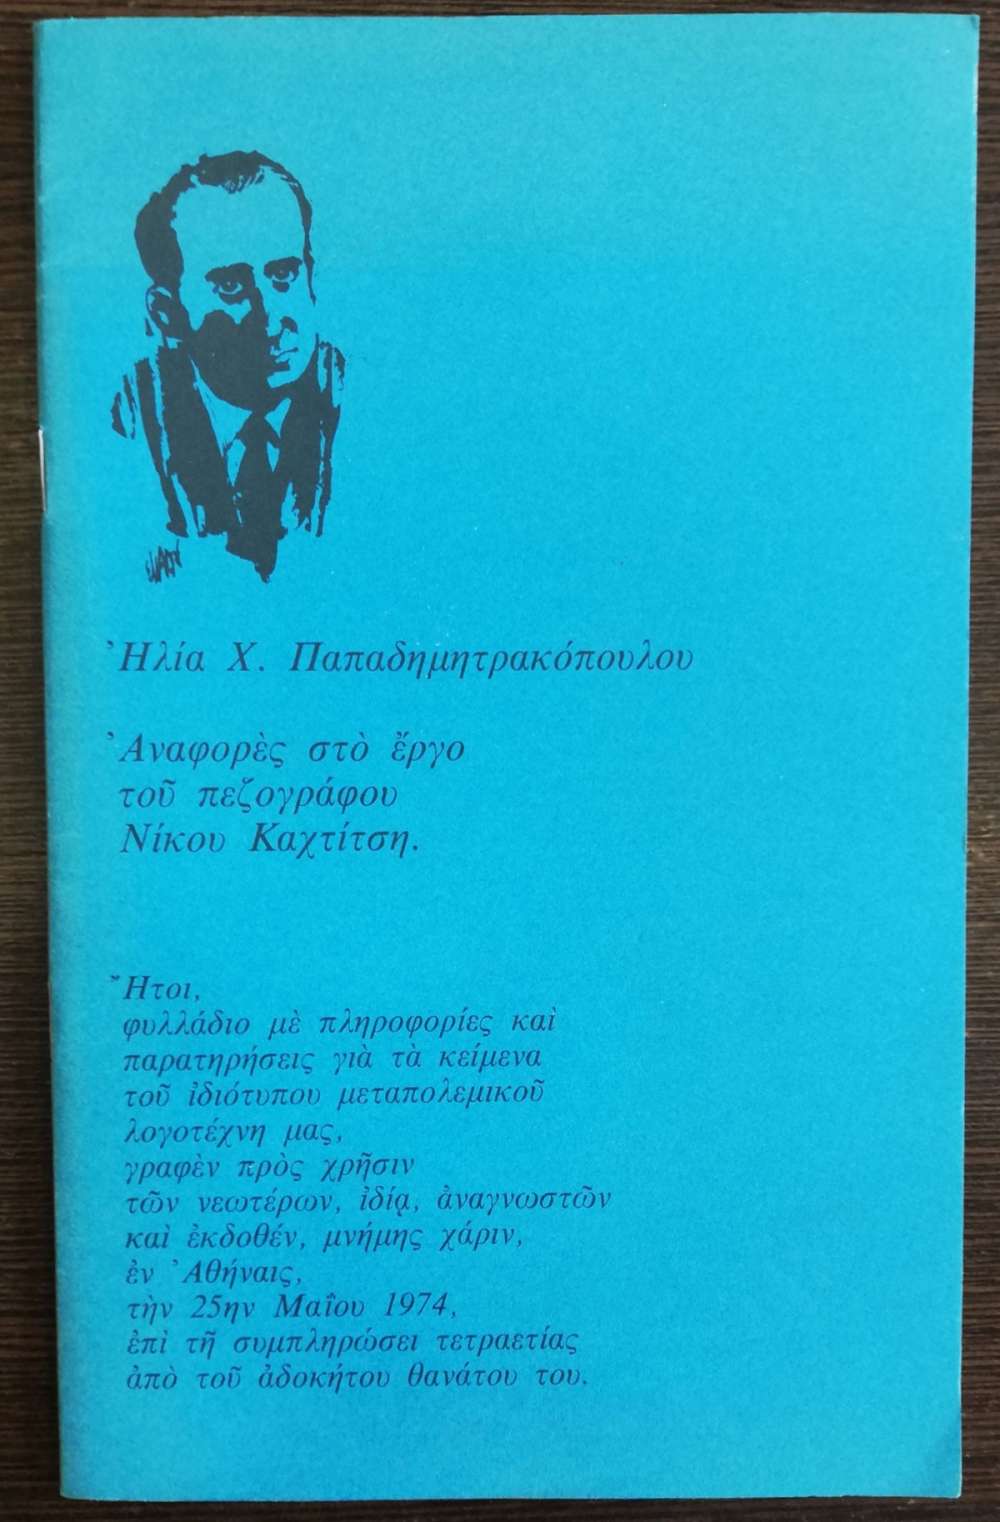 Ἠλία Χ. Παπαδημητρακόπουλου
Ἀναφορὲς στὸ ἔργο
τοῦ πεζογράφου
Νίκου Καχτίτση.
Ἤτοι,
φυλλάδιο μὲ πληροφορίες καὶ
παρατηρήσεις γιὰ τὰ κείμενα
τοῦ ἰδιότυπου μεταπολεμικοῦ
λογοτέχνη μας,
γραφὲν πρὸς χρῆσιν
τῶν νεωτέρων, ἰδίᾳ, ἀναγνωστῶν
καὶ ἐκδοθέν, μνήμης χάριν,
ἐν Ἀθήναις,
τὴν 25ην Μαΐου 1974,
ἐπὶ τῇ συμπληρώσει τετραετίας
ἀπὸ τοῦ ἀδοκήτου θανάτου του.